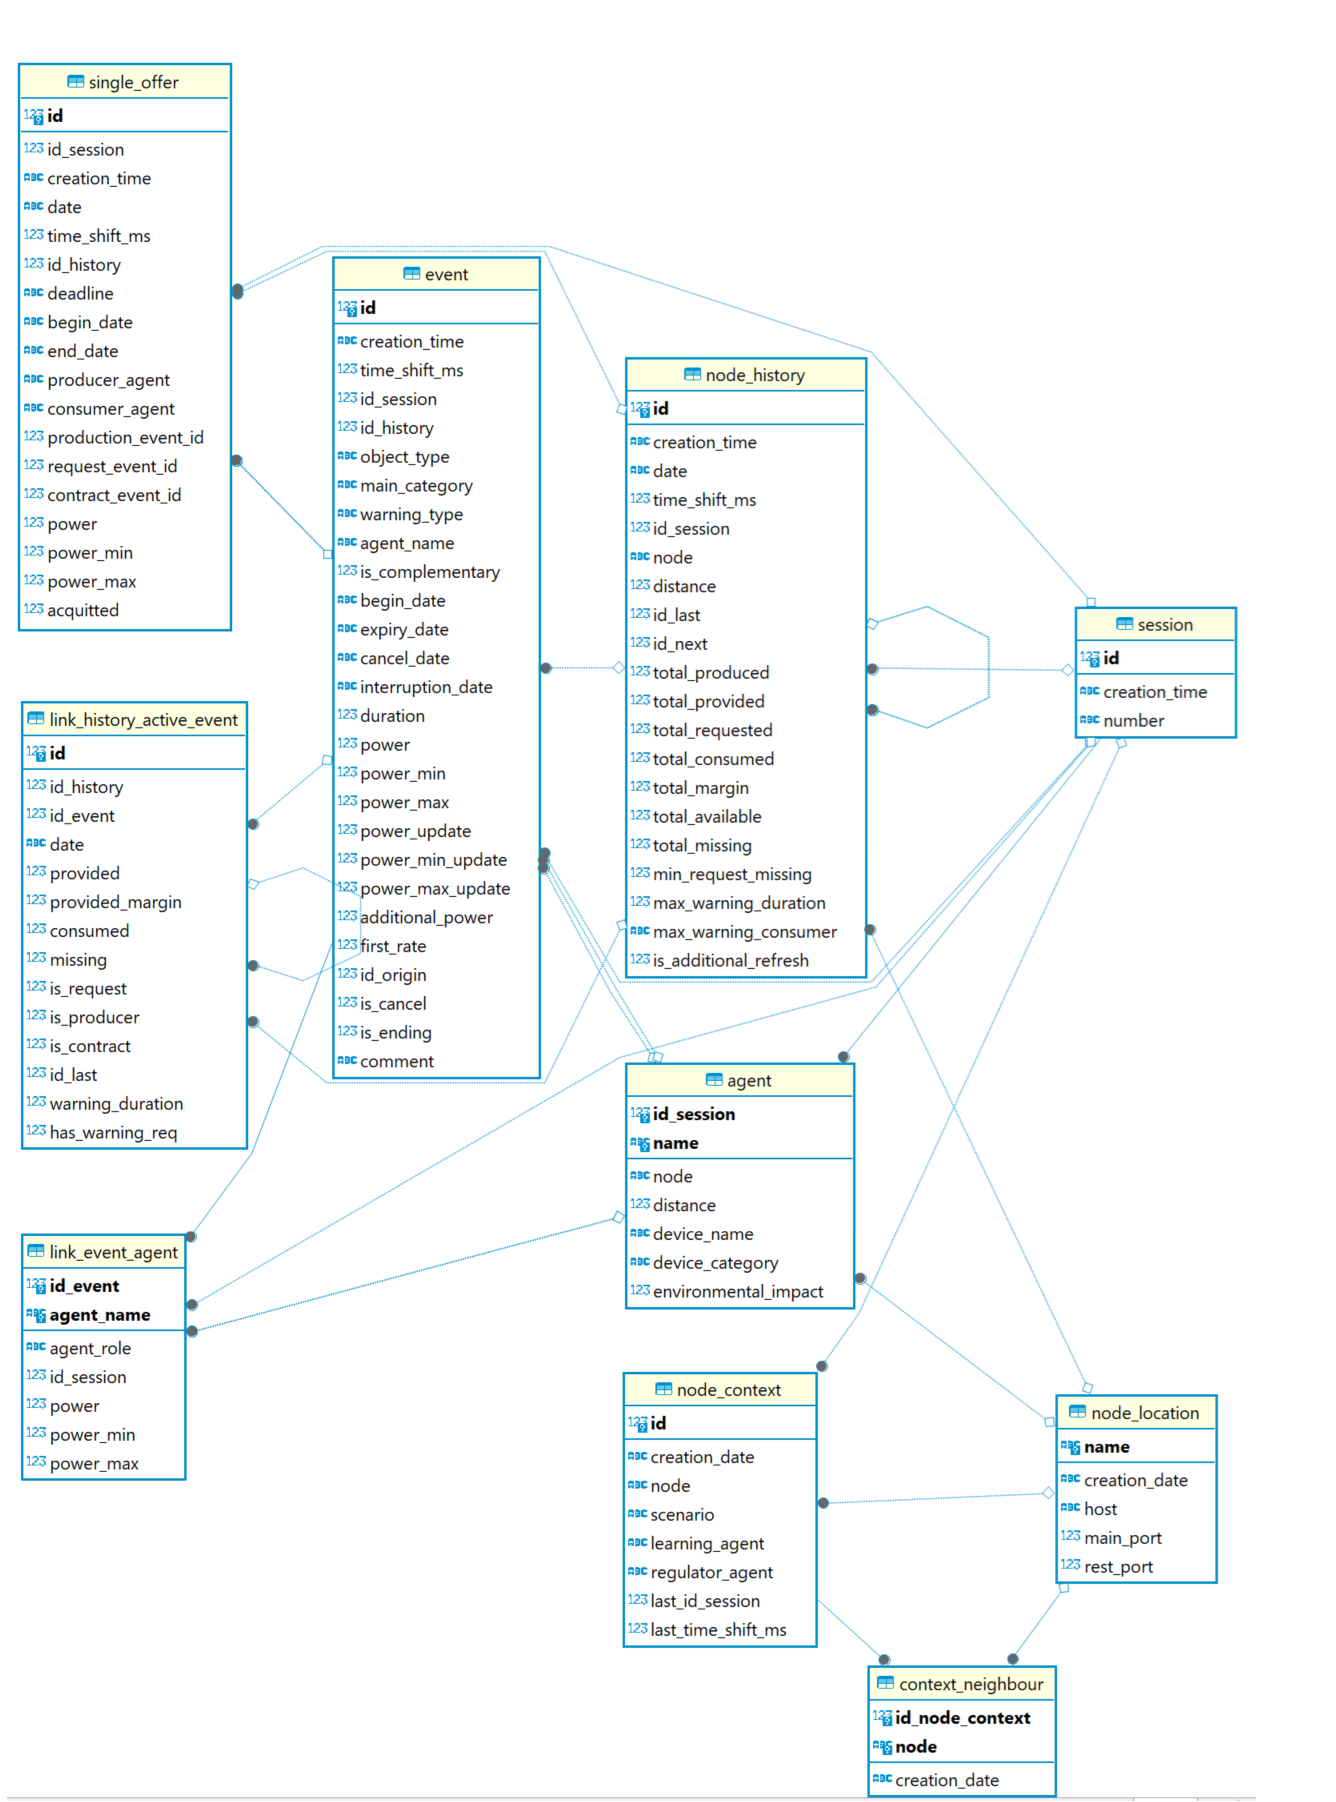 single_offer
id
id_session
creation_time
date
time_shift_ms
id_history
deadline
begin_date
end_date
producer_agent
consumer_agent
production_event_id
request_event_id
contract_event_id
power
power_min
power_max
acquitted
event
id
creation_time
time_shift_ms
id_session
id_history
object_type
main_category
warning_type
agent_name
is_complementary
begin_date
expiry_date
cancel_date
interruption_date
duration
power
power_min
power_max
power_update
power_min_update
power_max_update
additional_power
first_rate
id_origin
is_cancel
is_ending
comment
node_history
id
creation_time
date
time_shift_ms
id_session
node
distance
id_last
id_next
total_produced
total_provided
total_requested
total_consumed
total_margin
total_available
total_missing
min_request_missing
max_warning_duration
max_warning_consumer
is_additional_refresh
session
id
creation_time
number
link_history_active_event
id
id_history
id_event
date
provided
provided_margin
consumed
missing
is_request
is_producer
is_contract
id_last
warning_duration
has_warning_req
agent
id_session
name
node
distance
device_name
device_category
environmental_impact
link_event_agent
id_event
agent_name
agent_role
id_session
power
power_min
power_max
node_context
id
creation_date
node
scenario
learning_agent
regulator_agent
last_id_session
last_time_shift_ms
node_location
name
creation_date
host
main_port
rest_port
context_neighbour
id_node_context
node
creation_date